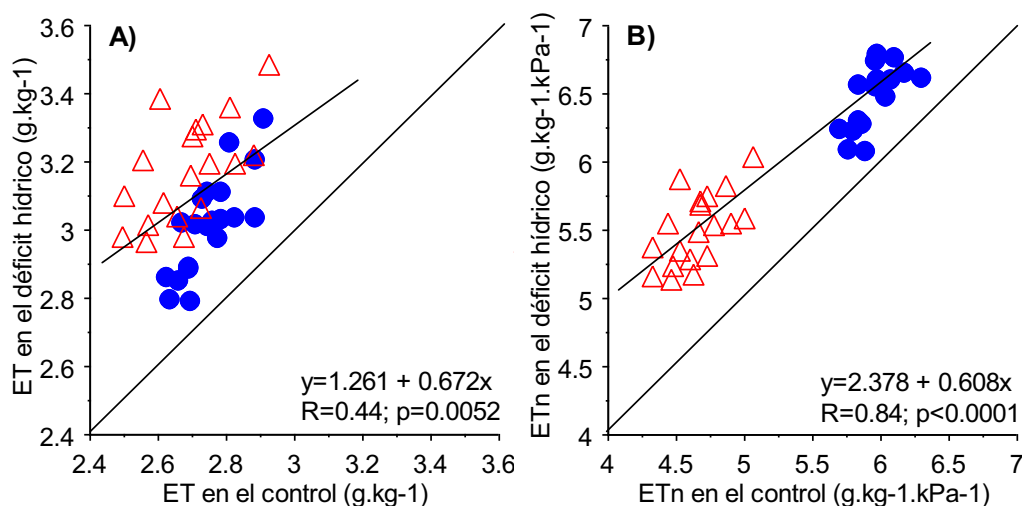 A)
ET en el déficit hídrico (g.kg-1)
3.6
3.4
3.2
3
2.8
2.6
2.4
y=1.261 + 0.672x
R=0.44; p=0.0052
2.4 2.6 2.8 3 3.2 3.4 3.6
ET en el control (g.kg-1)
B)
ETn en el déficit hídrico (g.kg-1.kPa-1)
7
6.5
6
5.5
5
4.5
4
y=2.378 + 0.608x
R=0.84; p<0.0001
4 4.5 5 5.5 6 6.5 7
ETn en el control (g.kg-1.kPa-1)